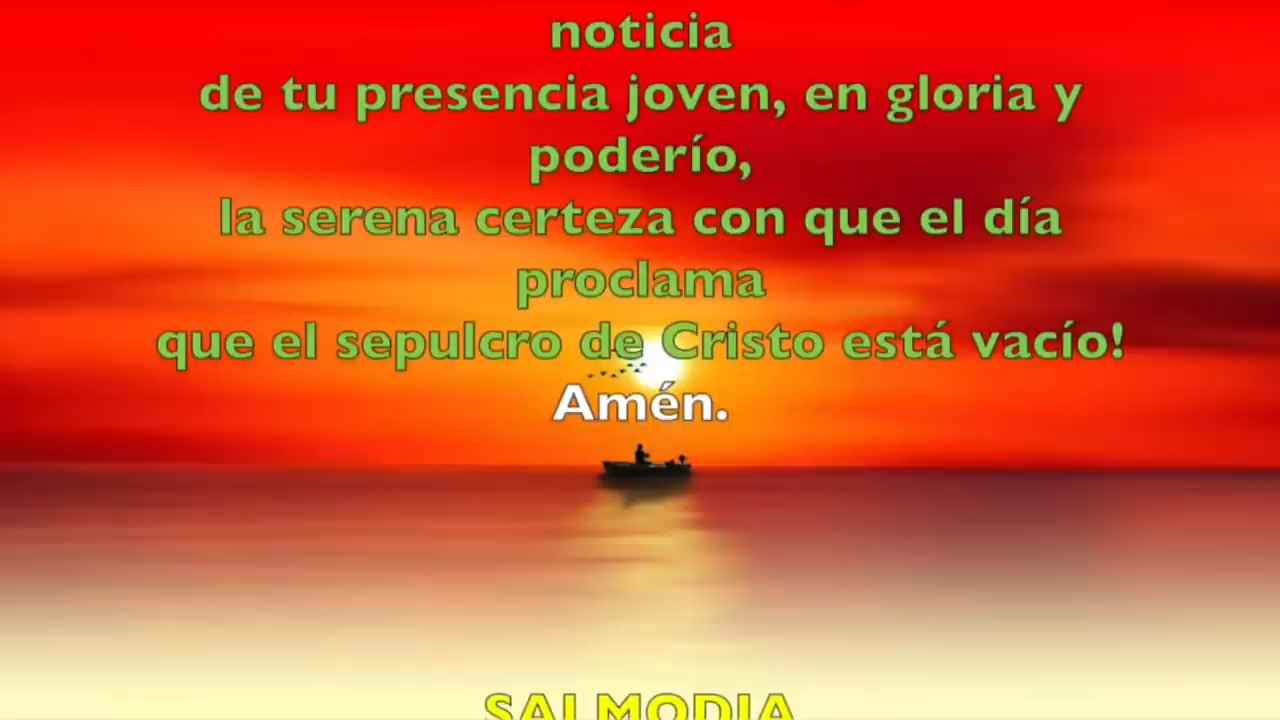 noticia
de tu presencia joven, en gloria y
poderío,
la serena certeza con que el día
proclama
que el sepulcro de Cristo está vacío!
Amén.
SALMODIA